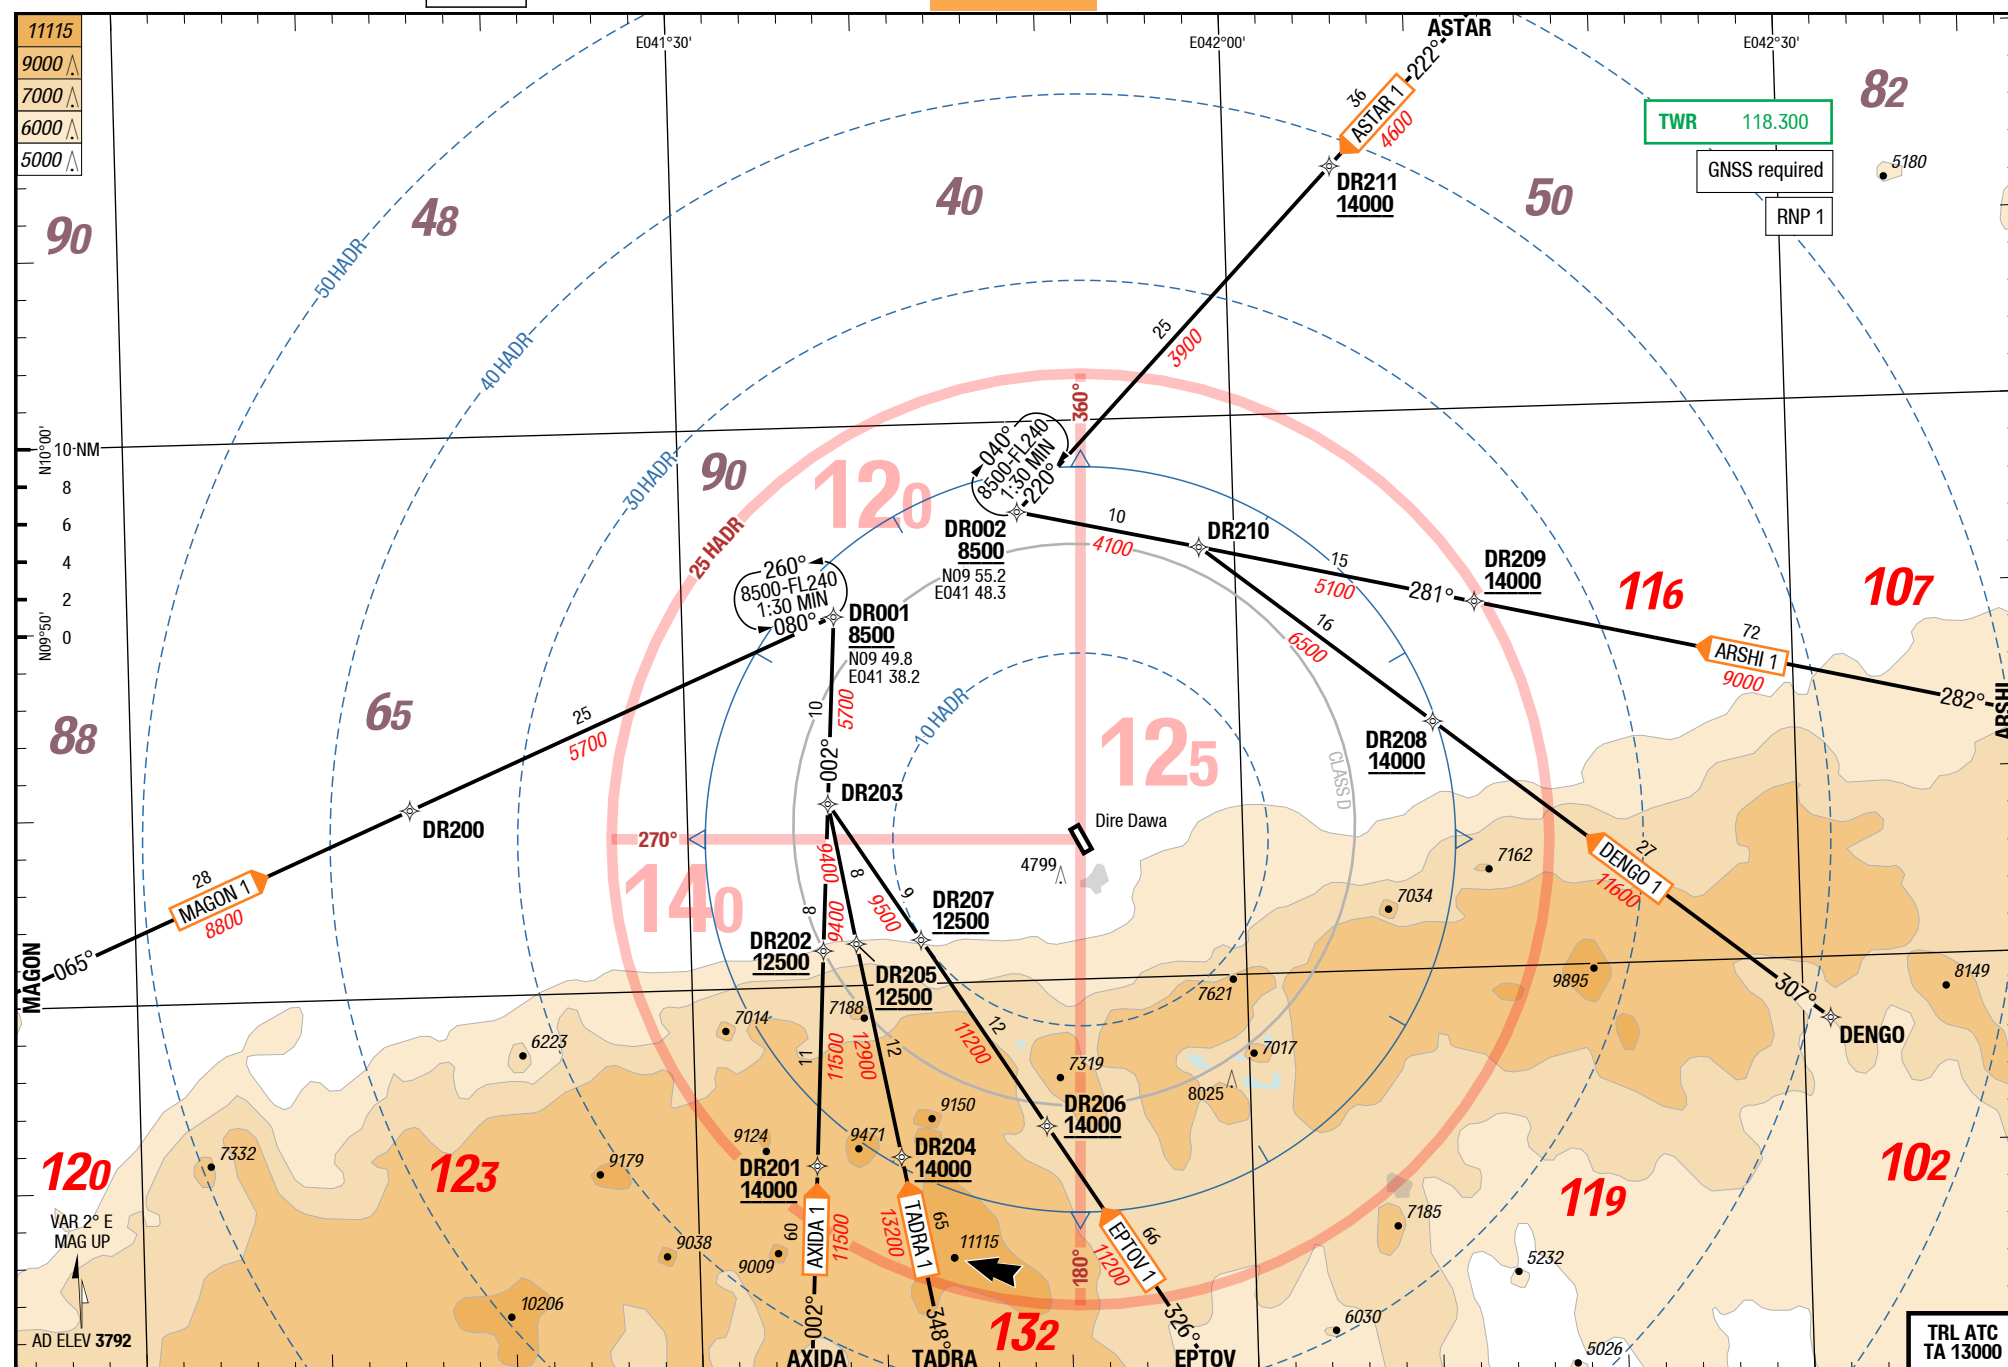 11115
9000
7000
6000
5000
E041°30'
E042°00'
E042°30'
ASTAR
222°
36
ASTAR 1
4600
82
TWR 118.300
GNSS required
RNP 1
5180
DR211
14000
90
48
40
50
50 HADR
40 HADR
30 HADR
25 HADR
10 HADR
25
3900
360°
N10°00'
10 NM
8
6
4
2
0
N09°50'
90
120
040°
8500-FL240
1:30 MIN
220°
DR002
8500
N09 55.2
E041 48.3
10
4100
DR210
15
5100
281°
DR209
14000
116
107
260°
8500-FL240
1:30 MIN
080°
DR001
8500
N09 49.8
E041 38.2
16
6500
72
ARSHI 1
9000
282°
ARSHI
88
65
25
5700
10
5700
002°
125
CLASS D
DR208
14000
DR203
DR200
270°
Dire Dawa
4799
140
28
MAGON 1
8800
065°
MAGON
9400
8
8
9400
9
9500
DR207
12500
DR202
12500
DR205
12500
7162
7034
27
DENGO 1
11600
9895
8149
307°
DENGO
7621
7014
7188
6223
11
11500
12900
12
11200
12
7319
7017
8025
DR206
14000
9150
9124
9471
DR201
14000
DR204
14000
120
7332
123
9179
102
119
7185
VAR 2° E
MAG UP
AD ELEV 3792
9038
9009
60
AXIDA 1
11500
13200
TADRA 1
65
11115
66
EPTOV 1
11200
180°
5232
10206
132
6030
5026
002°
AXIDA
348°
TADRA
326°
EPTOV
TRL ATC
TA 13000